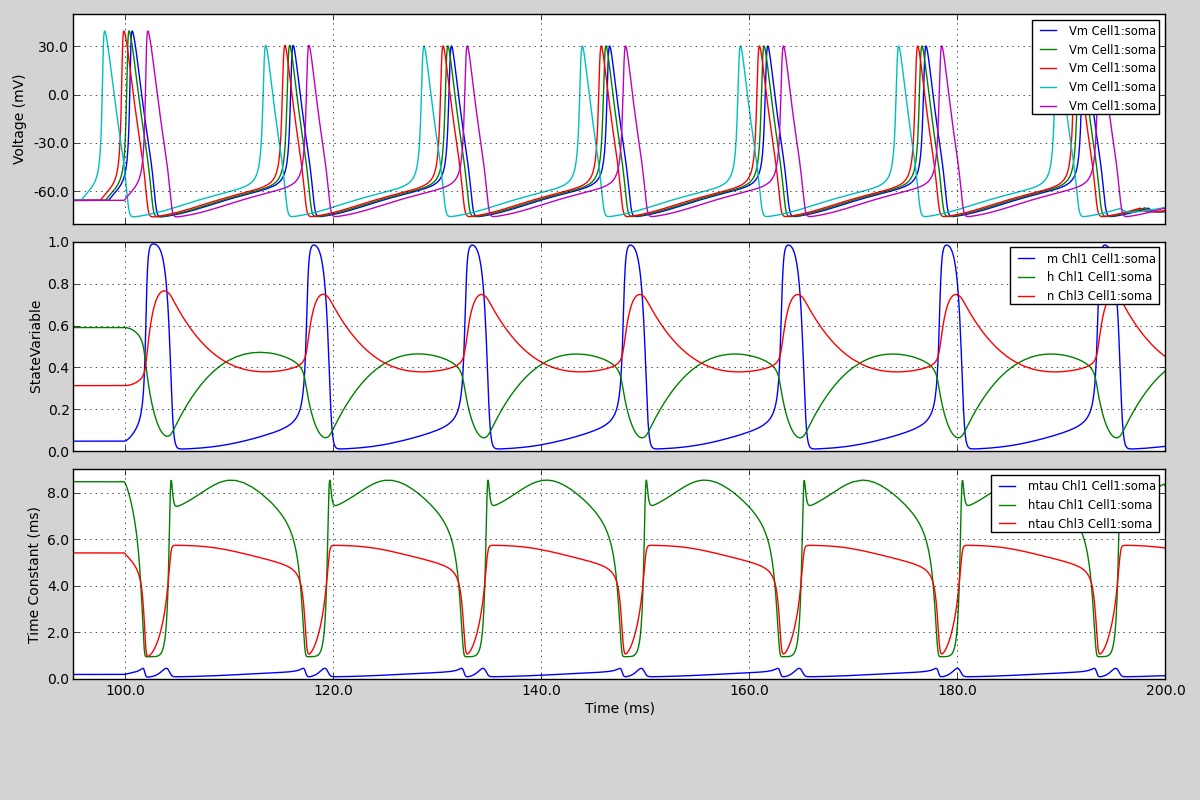 30.0
0.0
-30.0
-60.0
Voltage (mV)
Vm Cell1:soma
Vm Cell1:soma
Vm Cell1:soma
Vm Cell1:soma
Vm Cell1:soma
1.0
0.8
0.6
0.4
0.2
0.0
StateVariable
m Chl1 Cell1:soma
h Chl1 Cell1:soma
n Chl3 Cell1:soma
8.0
6.0
4.0
2.0
0.0
Time Constant (ms)
mtau Chl1 Cell1:soma
htau Chl1 Cell1:soma
ntau Chl3 Cell1:soma
100.0 120.0 140.0 160.0 180.0 200.0
Time (ms)